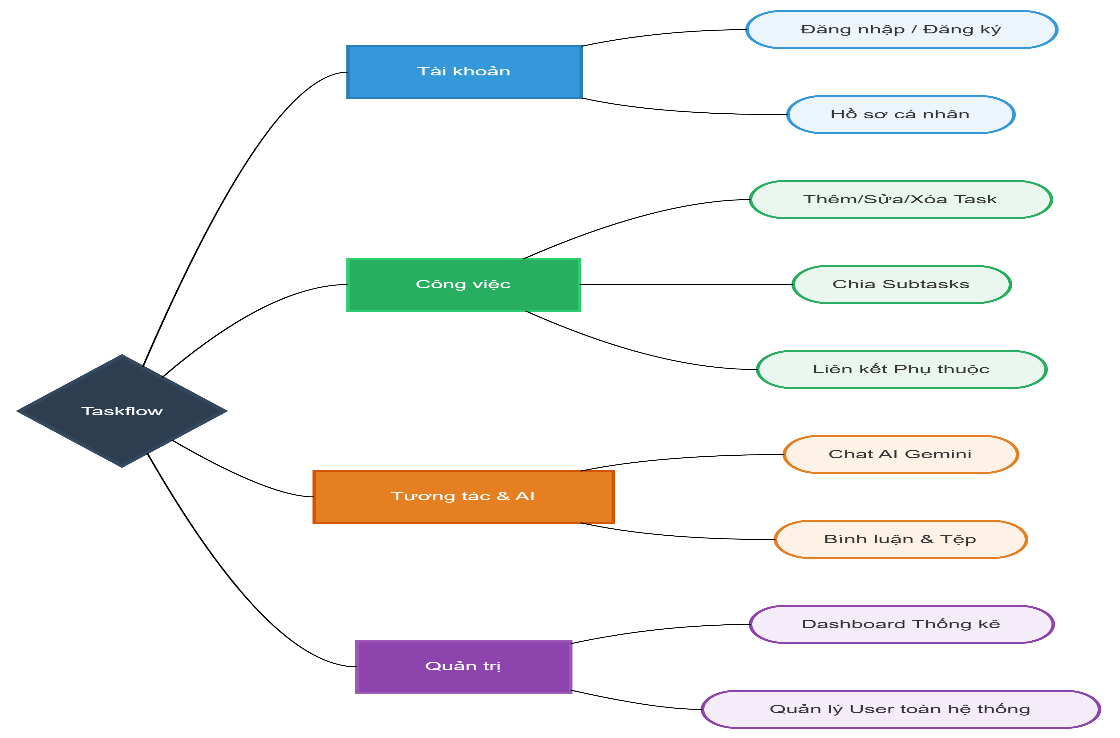 Taskflow
Tài khoản
Đăng nhập / Đăng ký
Hồ sơ cá nhân
Công việc
Thêm/Sửa/Xóa Task
Chia Subtasks
Liên kết Phụ thuộc
Tương tác & AI
Chat AI Gemini
Bình luận & Tệp
Quản trị
Dashboard Thống kê
Quản lý User toàn hệ thống